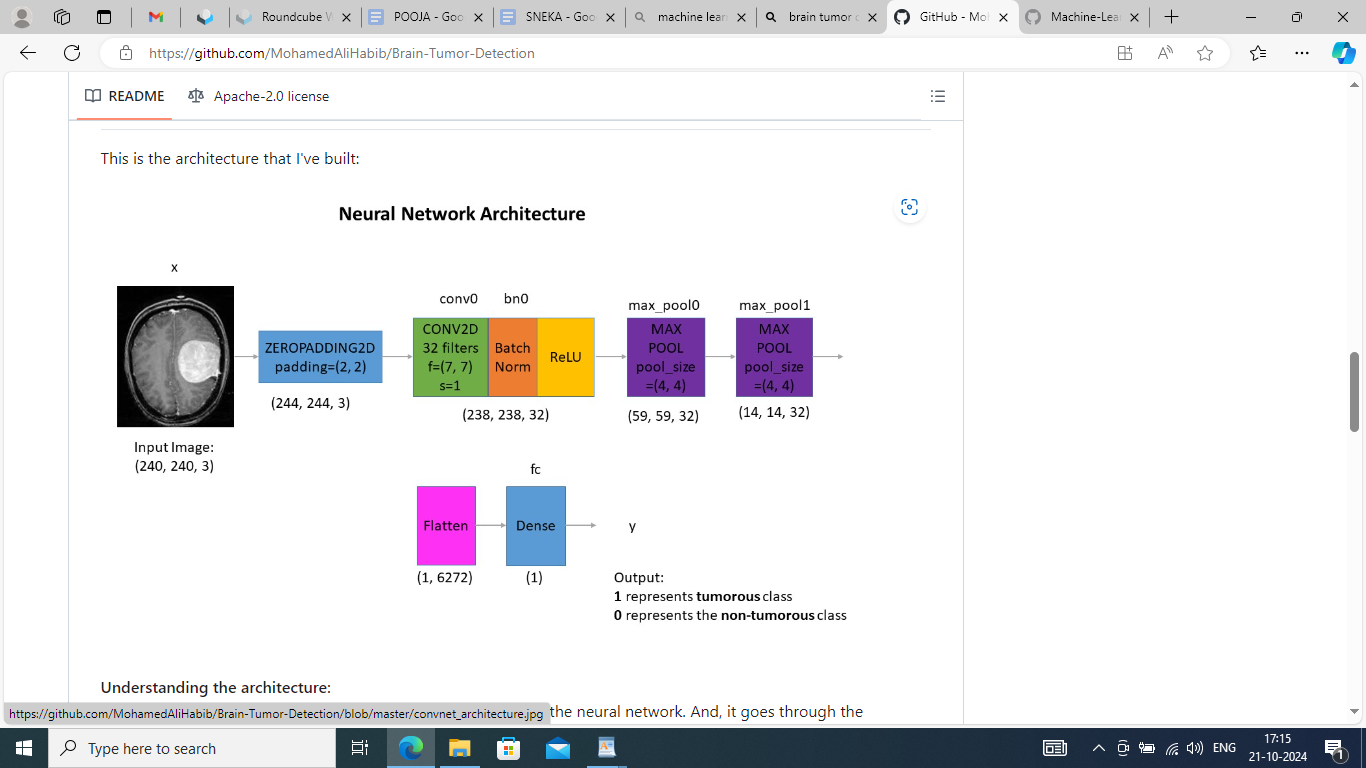 Roundcube W
POOJA - Goo
SNEKA - Goo
machine lear
brain tumor d
GitHub - Moh
Machine-Lear
https://github.com/MohamedAliHabib/Brain-Tumor-Detection
README
Apache-2.0 license
This is the architecture that I've built:
Neural Network Architecture
x
conv0 bn0
max_pool0
max_pool1
ZEROPADDING2D
padding=(2, 2)
(244, 244, 3)
CONV2D
32 filters
f=(7, 7)
s=1
Batch
Norm
ReLU
(238, 238, 32)
MAX
POOL
pool_size
=(4, 4)
(59, 59, 32)
MAX
POOL
pool_size
=(4, 4)
(14, 14, 32)
Input Image:
(240, 240, 3)
fc
Flatten
(1, 6272)
Dense
(1)
y
Output:
1 represents tumorous class
0 represents the non-tumorous class
Understanding the architecture:
https://github.com/MohamedAliHabib/Brain-Tumor-Detection/blob/master/convnet_architecture.jpg
the neural network. And, it goes through the
Type here to search
ENG
17:15
21-10-2024
1